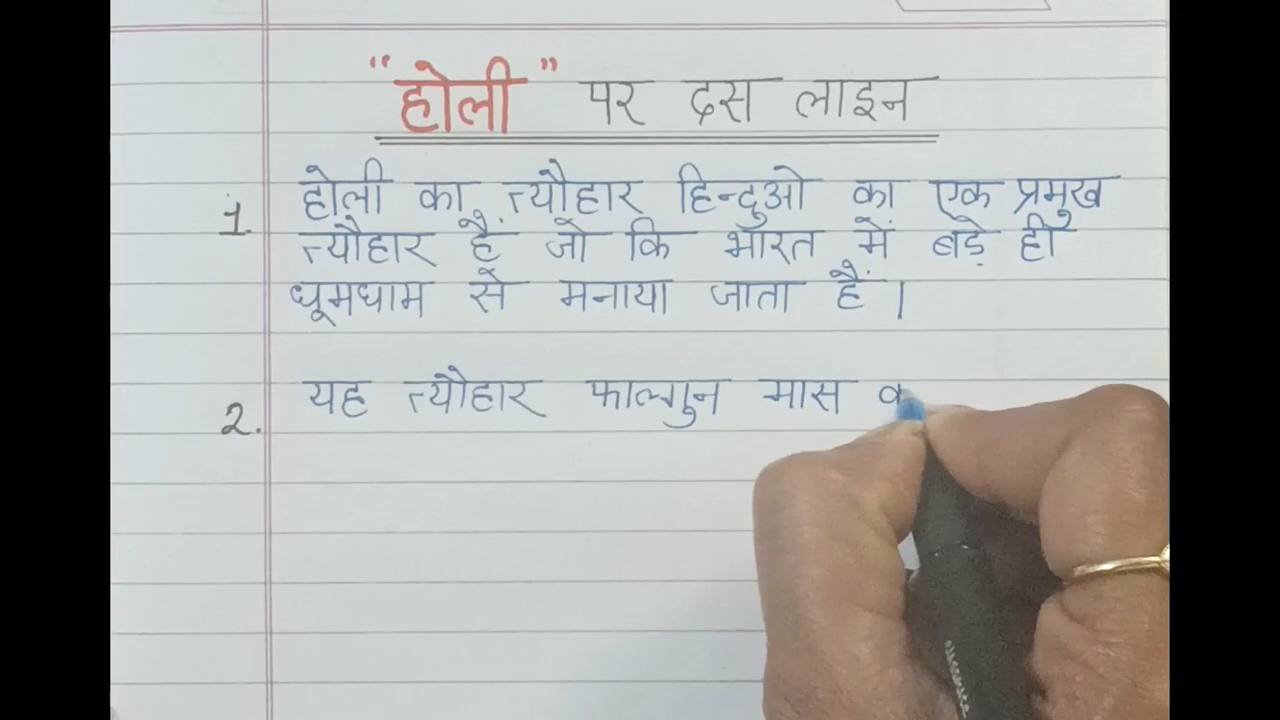 "होली" पर दस लाइन
1. होली का त्यौहार हिन्दुओ का एक प्रमुख
त्यौहार हैं जो कि भारत में बड़े ही
धूमधाम से मनाया जाता हैं।
2. यह त्यौहार फाल्गुन मास